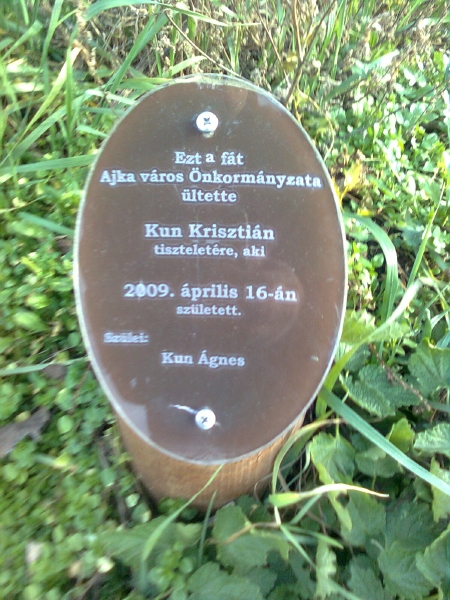 Ezt a fát
Ajka város Önkormányzata
ültette
Kun Krisztián
tiszteletére, aki
2009. április 16-án
született.
Szülei:
Kun Ágnes